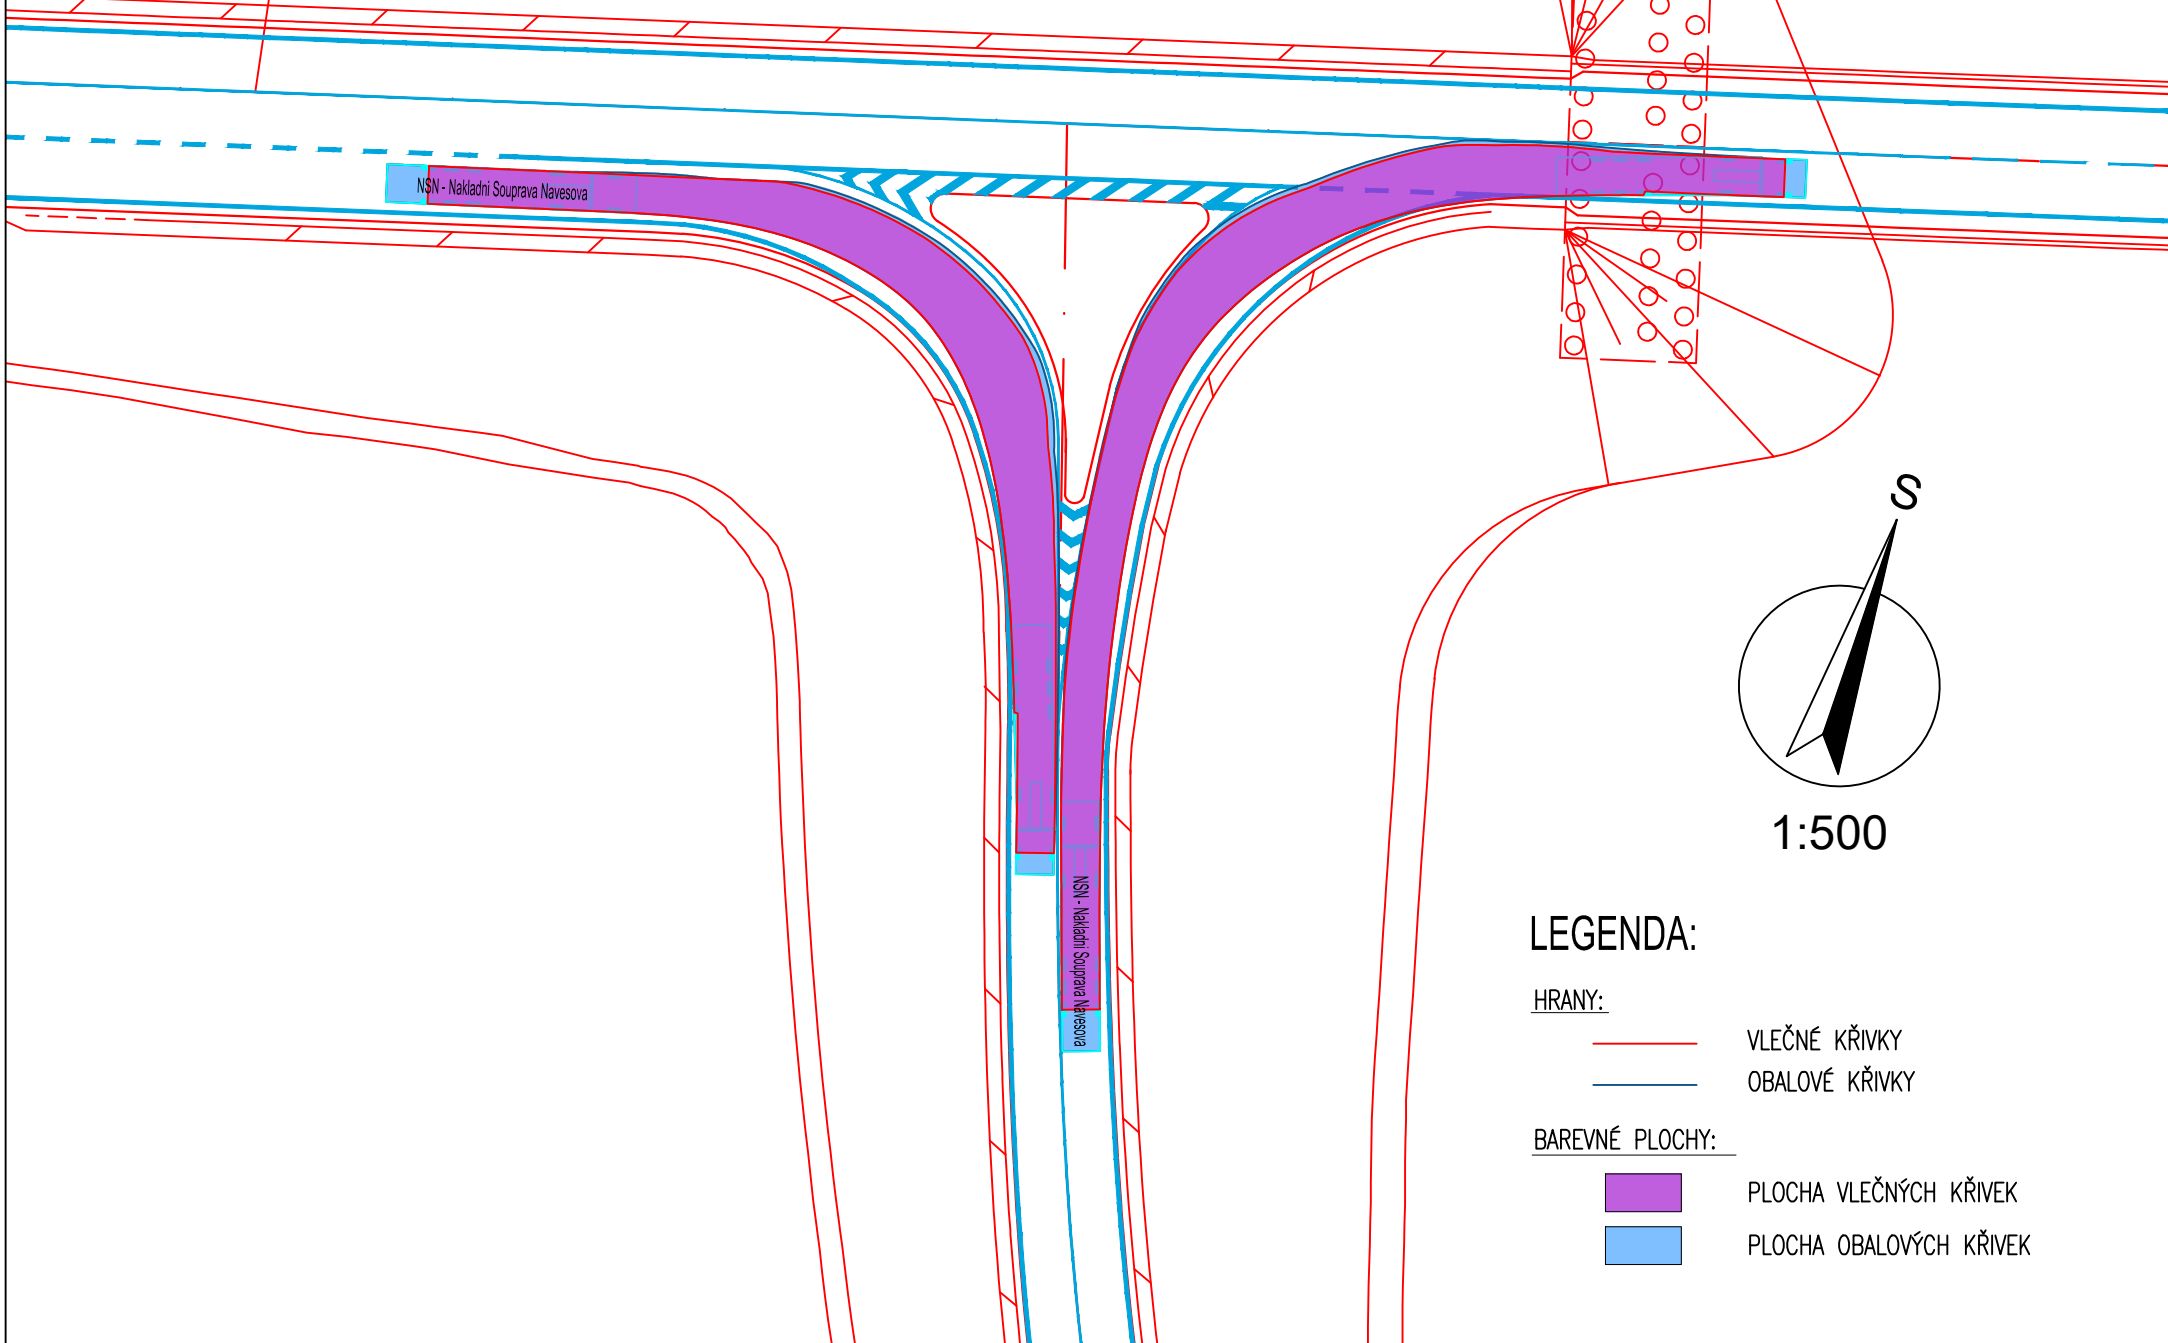 NSN - Nakladni Souprava Navesova
S
1:500
NSN - Nakladni Souprava Navesova
LEGENDA:
HRANY:
VLEČNÉ KŘIVKY
OBALOVÉ KŘIVKY
BAREVNÉ PLOCHY:
PLOCHA VLEČNÝCH KŘIVEK
PLOCHA OBALOVÝCH KŘIVEK